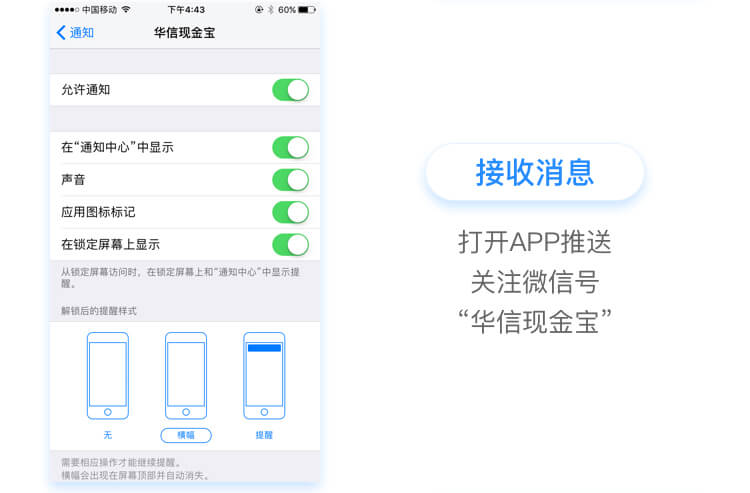 中国移动 下午4:43 60%
通知 华信现金宝
允许通知
在“通知中心”中显示
声音
应用图标标记
在锁定屏幕上显示
从锁定屏幕访问时，在锁定屏幕上和“通知中心”中显示提
醒。
解锁后的提醒样式
无 横幅 提醒
需要相应操作才能继续提醒。
横幅会出现在屏幕顶部并自动消失。
接收消息
打开APP推送
关注微信号
“华信现金宝”